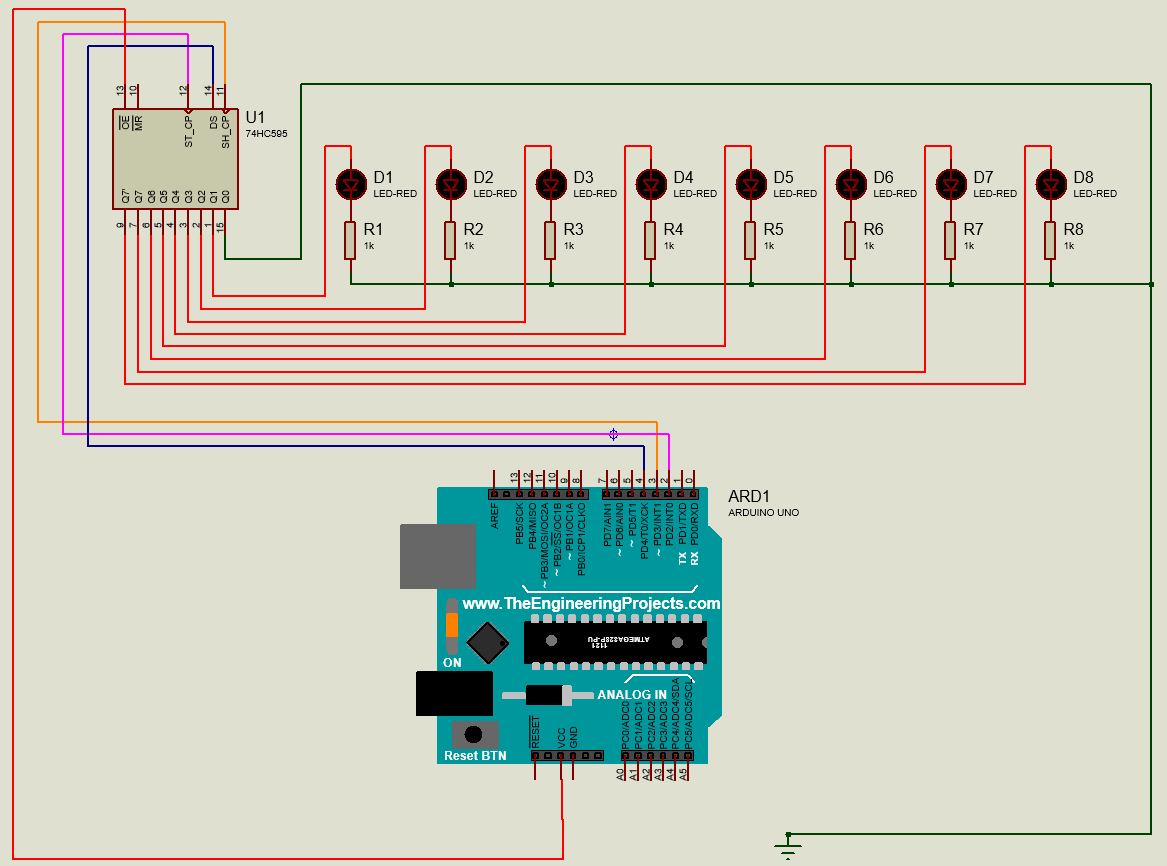 13
10
12
14
11
OE
MR
ST_CP
DS
SH_CP
U1
74HC595
Q7'
Q7
Q6
Q5
Q4
Q3
Q2
Q1
Q0
9
7
6
5
4
3
2
1
15
D1
LED-RED
D2
LED-RED
D3
LED-RED
D4
LED-RED
D5
LED-RED
D6
LED-RED
D7
LED-RED
D8
LED-RED
R1
1k
R2
1k
R3
1k
R4
1k
R5
1k
R6
1k
R7
1k
R8
1k
13
12
11
10
9
8
7
6
5
4
3
2
1
0
ARD1
ARDUINO UNO
AREF
PB5/SCK
PB4/MISO
~ PB3/MOSI/OC2A
~ PB2/SS/OC1B
~ PB1/OC1A
PB0/ICP1/CLKO
PD7/AIN1
~ PD6/AIN0
~ PD5/T1
PD4/T0/XCK
~ PD3/INT1
PD2/INT0
TX PD1/TXD
RX PD0/RXD
www.TheEngineeringProjects.com
ATMEGA328P-PU
1121
ON
ANALOG IN
Reset BTN
RESET
VCC
GND
PC0/ADC0
PC1/ADC1
PC2/ADC2
PC3/ADC3
PC4/ADC4/SDA
PC5/ADC5/SCL
A0
A1
A2
A3
A4
A5